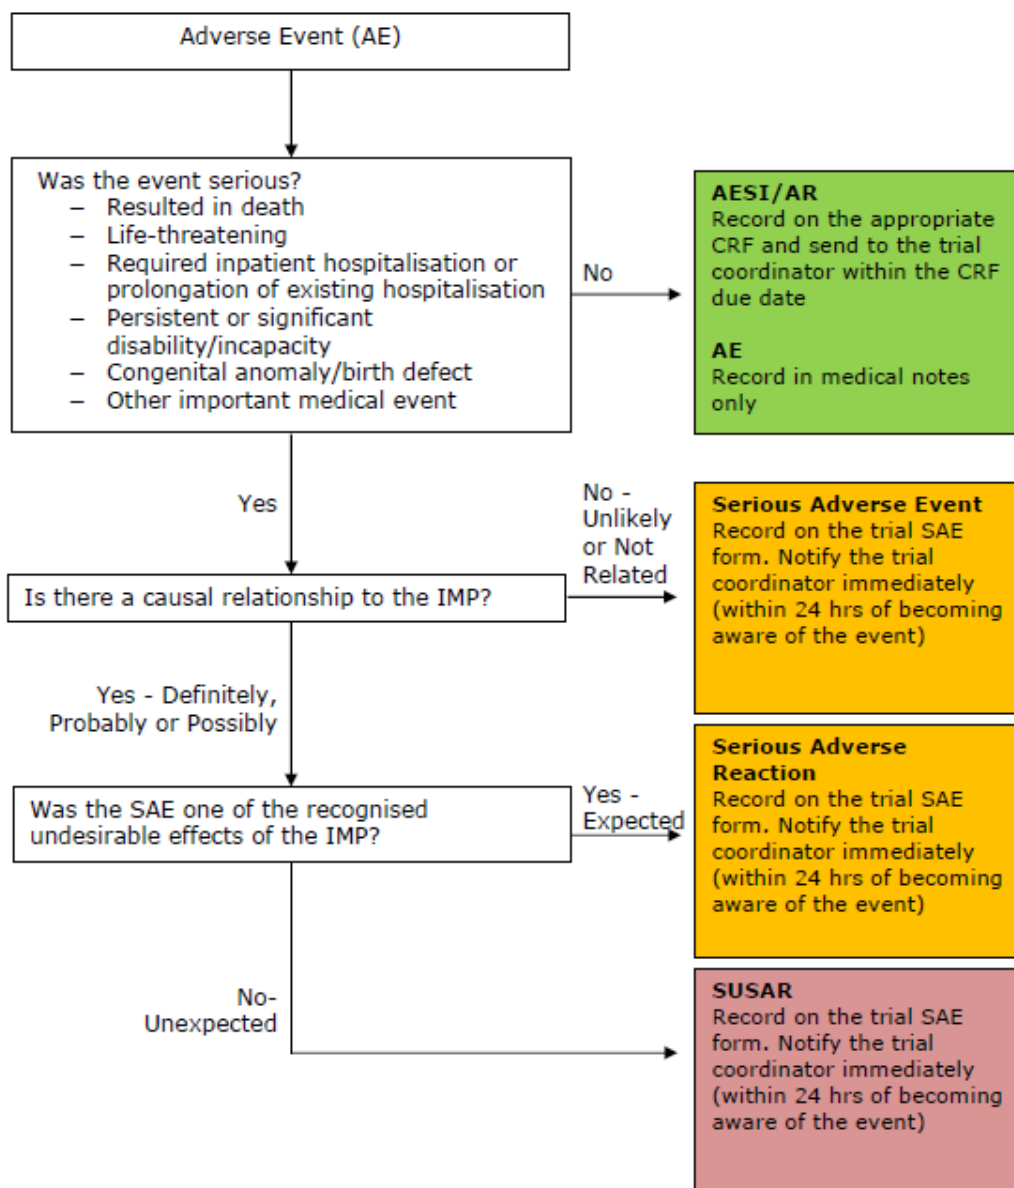 Adverse Event (AE)
Was the event serious?
– Resulted in death
– Life-threatening
– Required inpatient hospitalisation or
prolongation of existing hospitalisation
– Persistent or significant
disability/incapacity
– Congenital anomaly/birth defect
– Other important medical event
No
AESI/AR
Record on the appropriate
CRF and send to the trial
coordinator within the CRF
due date
AE
Record in medical notes
only
Yes
No -
Unlikely
or Not
Related
Serious Adverse Event
Record on the trial SAE
form. Notify the trial
coordinator immediately
(within 24 hrs of becoming
aware of the event)
Is there a causal relationship to the IMP?
Yes - Definitely,
Probably or Possibly
Serious Adverse
Reaction
Record on the trial SAE
form. Notify the trial
coordinator immediately
(within 24 hrs of becoming
aware of the event)
Was the SAE one of the recognised
undesirable effects of the IMP?
Yes -
Expected
No-
Unexpected
SUSAR
Record on the trial SAE
form. Notify the trial
coordinator immediately
(within 24 hrs of becoming
aware of the event)